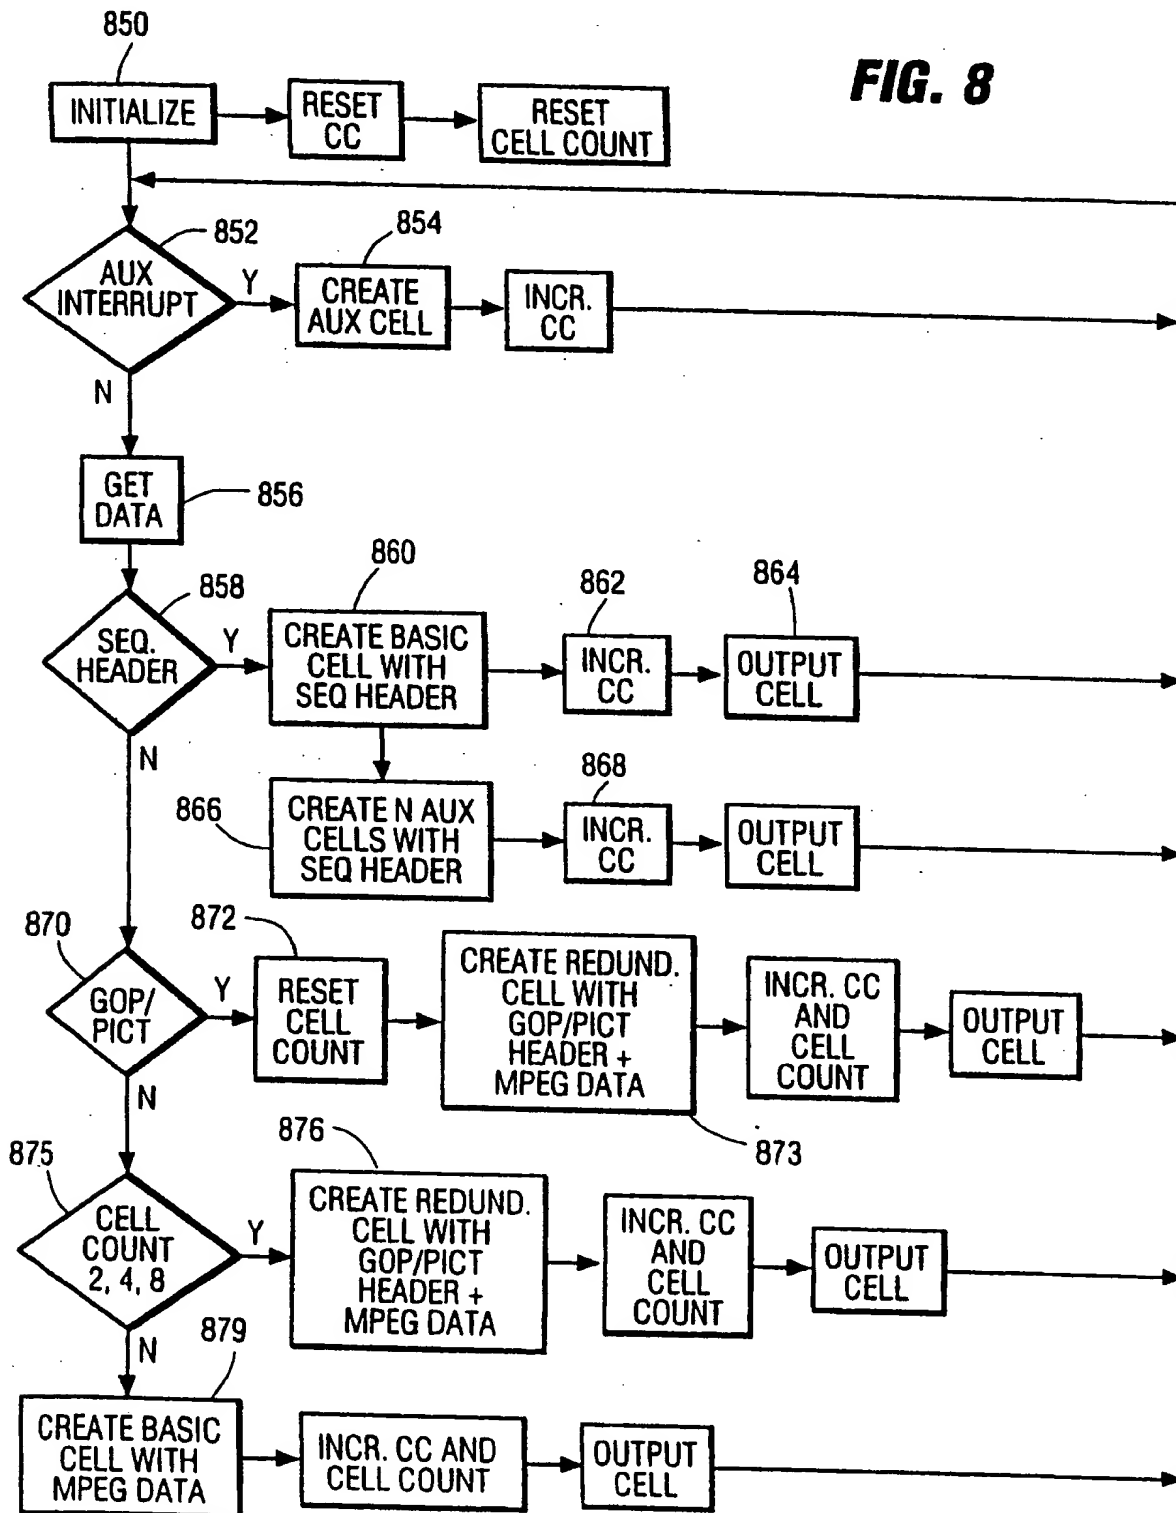 850
FIG. 8
INITIALIZE
RESET
CC
RESET
CELL COUNT
852
AUX
INTERRUPT
Y
N
854
CREATE
AUX CELL
INCR.
CC
GET
DATA
856
858
SEQ.
HEADER
Y
N
860
CREATE BASIC
CELL WITH
SEQ HEADER
862
INCR.
CC
864
OUTPUT
CELL
866
CREATE N AUX
CELLS WITH
SEQ HEADER
868
INCR.
CC
OUTPUT
CELL
870
GOP/
PICT
Y
N
872
RESET
CELL
COUNT
CREATE REDUND.
CELL WITH
GOP/PICT
HEADER +
MPEG DATA
873
INCR. CC
AND
CELL
COUNT
OUTPUT
CELL
875
CELL
COUNT
2, 4, 8
Y
N
876
CREATE REDUND.
CELL WITH
GOP/PICT
HEADER +
MPEG DATA
INCR. CC
AND
CELL
COUNT
OUTPUT
CELL
879
CREATE BASIC
CELL WITH
MPEG DATA
INCR. CC AND
CELL COUNT
OUTPUT
CELL